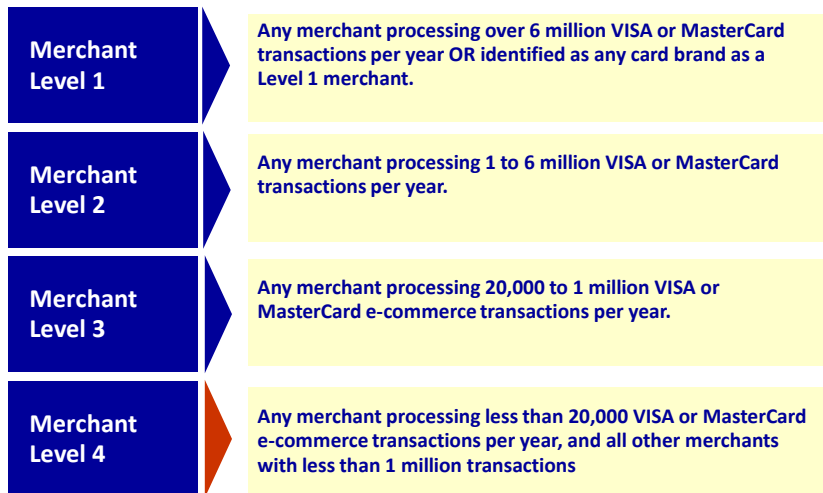 Merchant
Level 1
Any merchant processing over 6 million VISA or MasterCard
transactions per year OR identified as any card brand as a
Level 1 merchant.
Merchant
Level 2
Any merchant processing 1 to 6 million VISA or MasterCard
transactions per year.
Merchant
Level 3
Any merchant processing 20,000 to 1 million VISA or
MasterCard e-commerce transactions per year.
Merchant
Level 4
Any merchant processing less than 20,000 VISA or MasterCard
e-commerce transactions per year, and all other merchants
with less than 1 million transactions